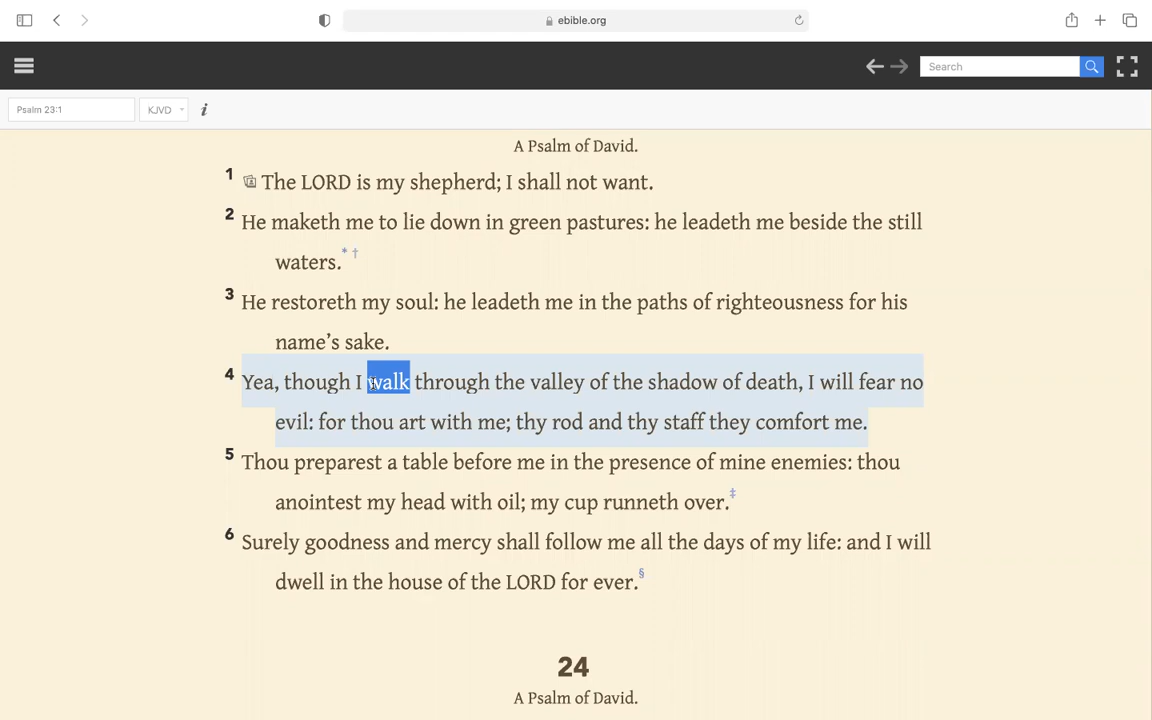 ebible.org
Search
Psalm 23:1
KJVD
i
A Psalm of David.
1 The LORD is my shepherd; I shall not want.
2 He maketh me to lie down in green pastures: he leadeth me beside the still
waters.* †
3 He restoreth my soul: he leadeth me in the paths of righteousness for his
name’s sake.
4 Yea, though I walk through the valley of the shadow of death, I will fear no
evil: for thou art with me; thy rod and thy staff they comfort me.
5 Thou preparest a table before me in the presence of mine enemies: thou
anointest my head with oil; my cup runneth over.‡
6 Surely goodness and mercy shall follow me all the days of my life: and I will
dwell in the house of the LORD for ever.§
24
A Psalm of David.